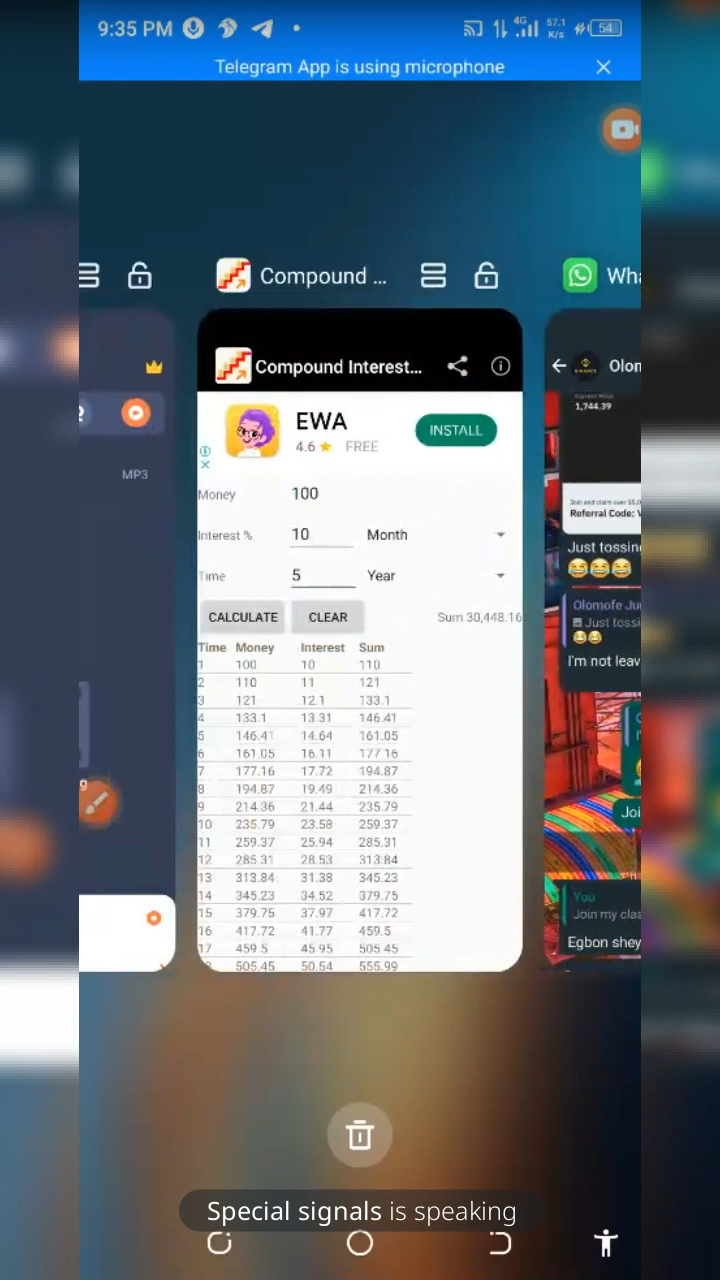 9:35 PM
4G 57.1 K/s 54
Telegram App is using microphone
Compound ...
Compound Interest...
EWA
INSTALL
4.6 ★ FREE
Money 100
Interest % 10 Month
Time 5 Year
CALCULATE CLEAR Sum 30,448.16
Time Money Interest Sum
1 100 10 110
2 110 11 121
3 121 12.1 133.1
4 133.1 13.31 146.41
5 146.41 14.64 161.05
6 161.05 16.11 177.16
7 177.16 17.72 194.87
8 194.87 19.49 214.36
9 214.36 21.44 235.79
10 235.79 23.58 259.37
11 259.37 25.94 285.31
12 285.31 28.53 313.84
13 313.84 31.38 345.23
14 345.23 34.52 379.75
15 379.75 37.97 417.72
16 417.72 41.77 459.5
17 459.5 45.95 505.45
505.45 50.54 555.99
MP3
Wha
Olom
1,744.39
Referral Code:
Just tossin
😂😂😂
Olomofe Ju
Just tossi
😂😂
I'm not leav
Joi
You
Join my clas
Egbon shey
Special signals is speaking